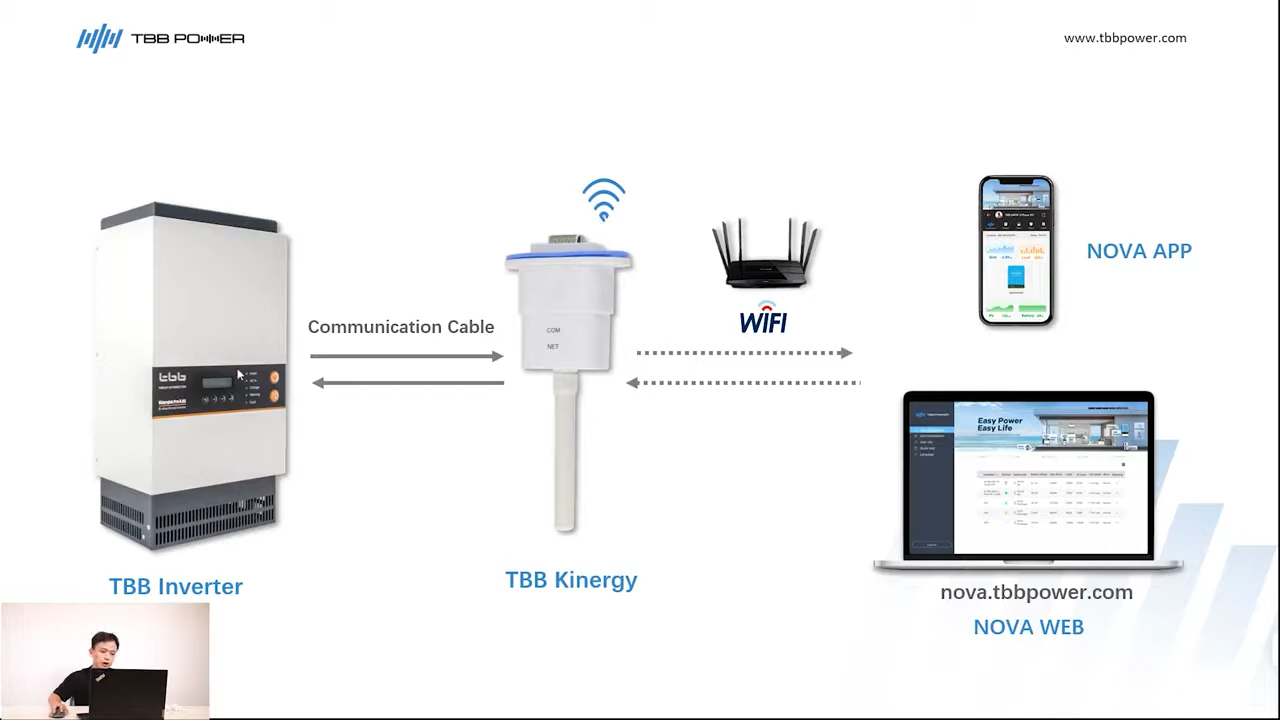 TBB POWER
www.tbbpower.com
NOVA APP
Communication Cable
WiFi
COM
NET
tbb
Easy Power
Easy Life
TBB Inverter
TBB Kinergy
nova.tbbpower.com
NOVA WEB